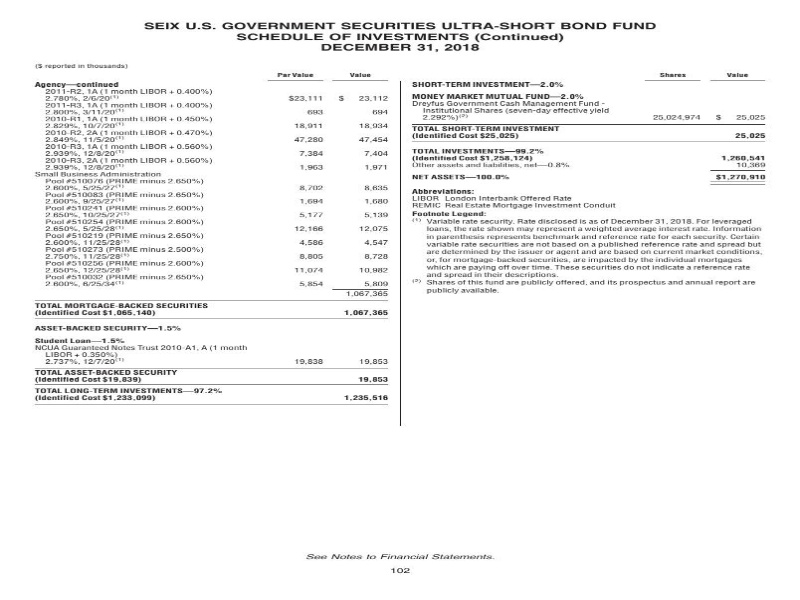 SEIX U.S. GOVERNMENT SECURITIES ULTRA-SHORT BOND FUND
SCHEDULE OF INVESTMENTS (Continued)
DECEMBER 31, 2018
($ reported in thousands)
Par Value Value
Agency—continued
2011-R2, 1A (1 month LIBOR + 0.400%)
2.780%, 2/6/20(1) $23,111 $ 23,112
2011-R3, 1A (1 month LIBOR + 0.400%)
2.800%, 3/11/20(1) 693 694
2010-R1, 1A (1 month LIBOR + 0.450%)
2.829%, 10/7/20(1) 18,911 18,934
2010-R2, 2A (1 month LIBOR + 0.470%)
2.849%, 11/5/20(1) 47,280 47,454
2010-R3, 1A (1 month LIBOR + 0.560%)
2.939%, 12/8/20(1) 7,384 7,404
2010-R3, 2A (1 month LIBOR + 0.560%)
2.939%, 12/8/20(1) 1,963 1,971
Small Business Administration
Pool #510076 (PRIME minus 2.650%)
2.600%, 5/25/27(1) 8,702 8,635
Pool #510083 (PRIME minus 2.650%)
2.600%, 9/25/27(1) 1,694 1,680
Pool #510241 (PRIME minus 2.600%)
2.650%, 10/25/27(1) 5,177 5,139
Pool #510254 (PRIME minus 2.600%)
2.650%, 5/25/28(1) 12,166 12,075
Pool #510219 (PRIME minus 2.650%)
2.600%, 11/25/28(1) 4,586 4,547
Pool #510273 (PRIME minus 2.500%)
2.750%, 11/25/28(1) 8,805 8,728
Pool #510256 (PRIME minus 2.600%)
2.650%, 12/25/28(1) 11,074 10,982
Pool #510032 (PRIME minus 2.650%)
2.600%, 6/25/34(1) 5,854 5,809
1,067,365
TOTAL MORTGAGE-BACKED SECURITIES
(Identified Cost $1,065,140) 1,067,365
ASSET-BACKED SECURITY—1.5%
Student Loan—1.5%
NCUA Guaranteed Notes Trust 2010-A1, A (1 month
LIBOR + 0.350%)
2.737%, 12/7/20(1) 19,838 19,853
TOTAL ASSET-BACKED SECURITY
(Identified Cost $19,839) 19,853
TOTAL LONG-TERM INVESTMENTS—97.2%
(Identified Cost $1,233,099) 1,235,516
Shares Value
SHORT-TERM INVESTMENT—2.0%
MONEY MARKET MUTUAL FUND—2.0%
Dreyfus Government Cash Management Fund -
Institutional Shares (seven-day effective yield
2.292%)(2) 25,024,974 $ 25,025
TOTAL SHORT-TERM INVESTMENT
(Identified Cost $25,025) 25,025
TOTAL INVESTMENTS—99.2%
(Identified Cost $1,258,124) 1,260,541
Other assets and liabilities, net—0.8% 10,369
NET ASSETS—100.0% $1,270,910
Abbreviations:
LIBOR London Interbank Offered Rate
REMIC Real Estate Mortgage Investment Conduit
Footnote Legend:
(1) Variable rate security. Rate disclosed is as of December 31, 2018. For leveraged
loans, the rate shown may represent a weighted average interest rate. Information
in parenthesis represents benchmark and reference rate for each security. Certain
variable rate securities are not based on a published reference rate and spread but
are determined by the issuer or agent and are based on current market conditions,
or, for mortgage-backed securities, are impacted by the individual mortgages
which are paying off over time. These securities do not indicate a reference rate
and spread in their descriptions.
(2) Shares of this fund are publicly offered, and its prospectus and annual report are
publicly available.
See Notes to Financial Statements.
102